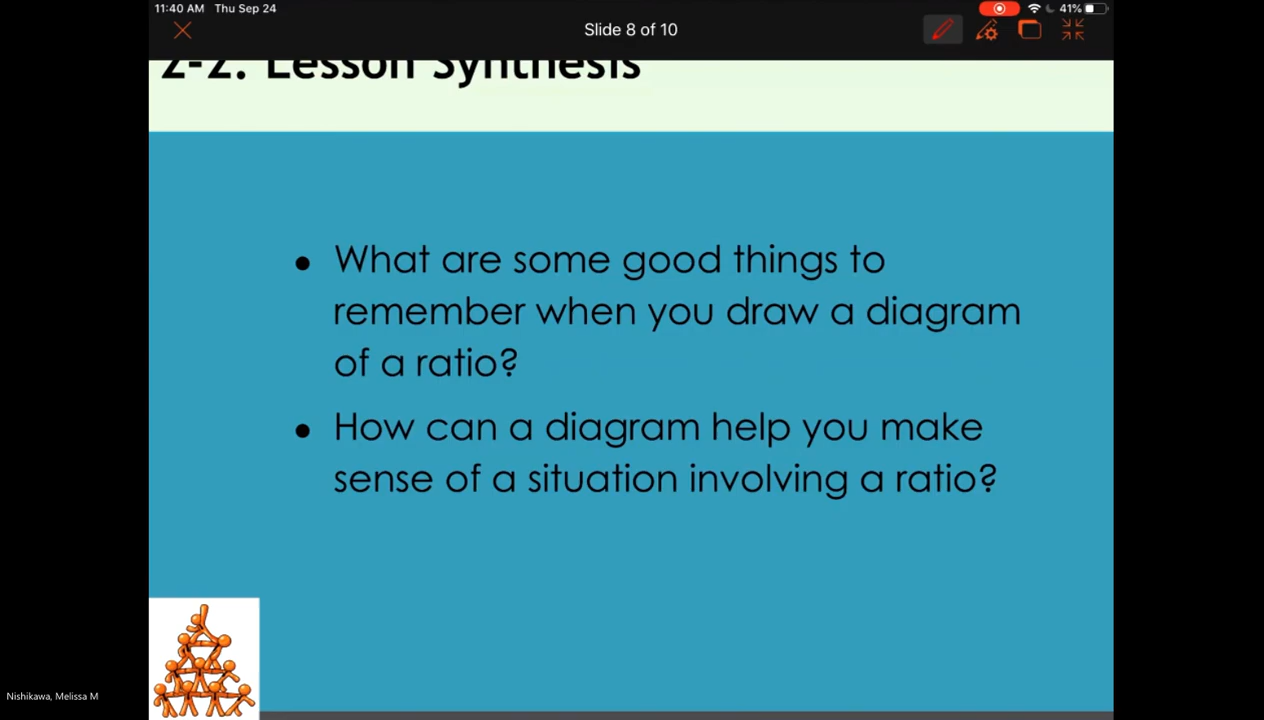 11:40 AM Thu Sep 24
41%
Slide 8 of 10
2-2. Lesson Synthesis
• What are some good things to
remember when you draw a diagram
of a ratio?
• How can a diagram help you make
sense of a situation involving a ratio?
Nishikawa, Melissa M